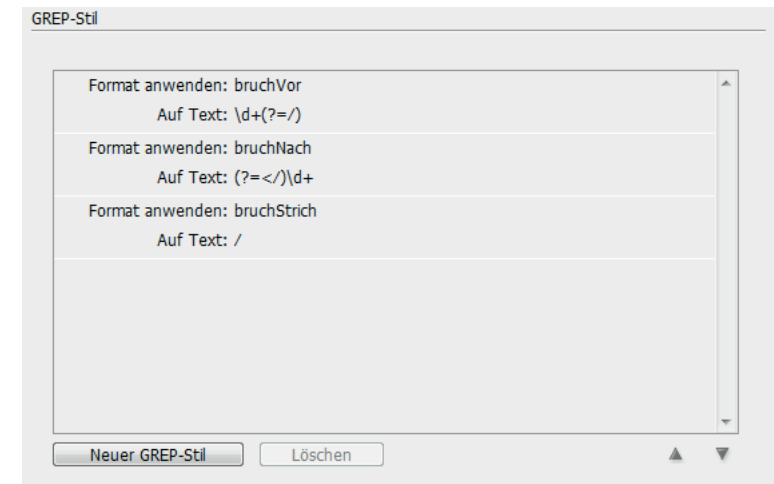 GREP-Stil
Format anwenden: bruchVor
Auf Text: \d+(?=/)
Format anwenden: bruchNach
Auf Text: (?=</)\d+
Format anwenden: bruchStrich
Auf Text: /
Neuer GREP-Stil Löschen